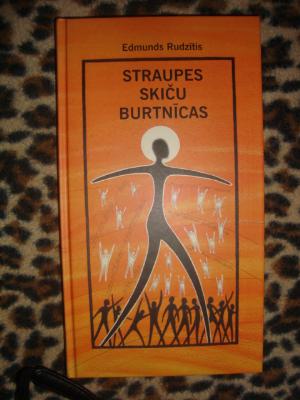 Edmunds Rudzītis
STRAUPES
SKIČU
BURTNĪCAS